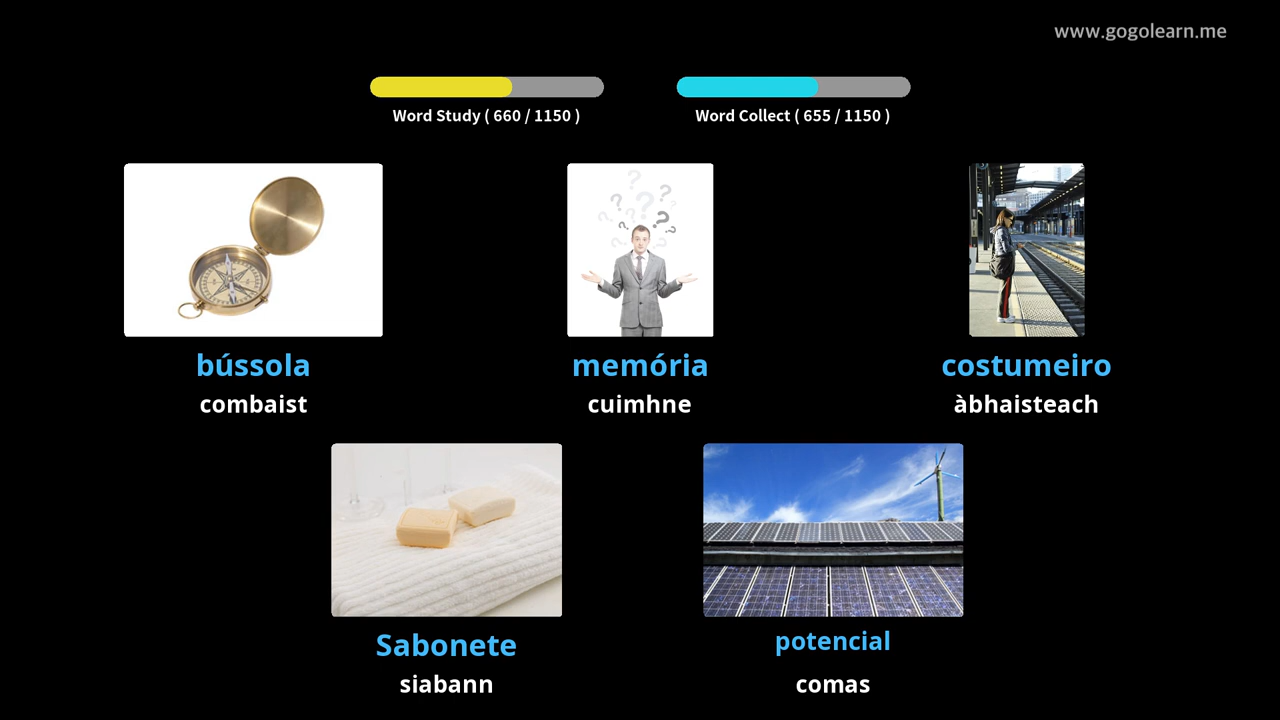 www.gogolearn.me
Word Study ( 660 / 1150 )
Word Collect ( 655 / 1150 )
bússola
combaist
memória
cuimhne
costumeiro
àbhaisteach
Sabonete
siabann
potencial
comas